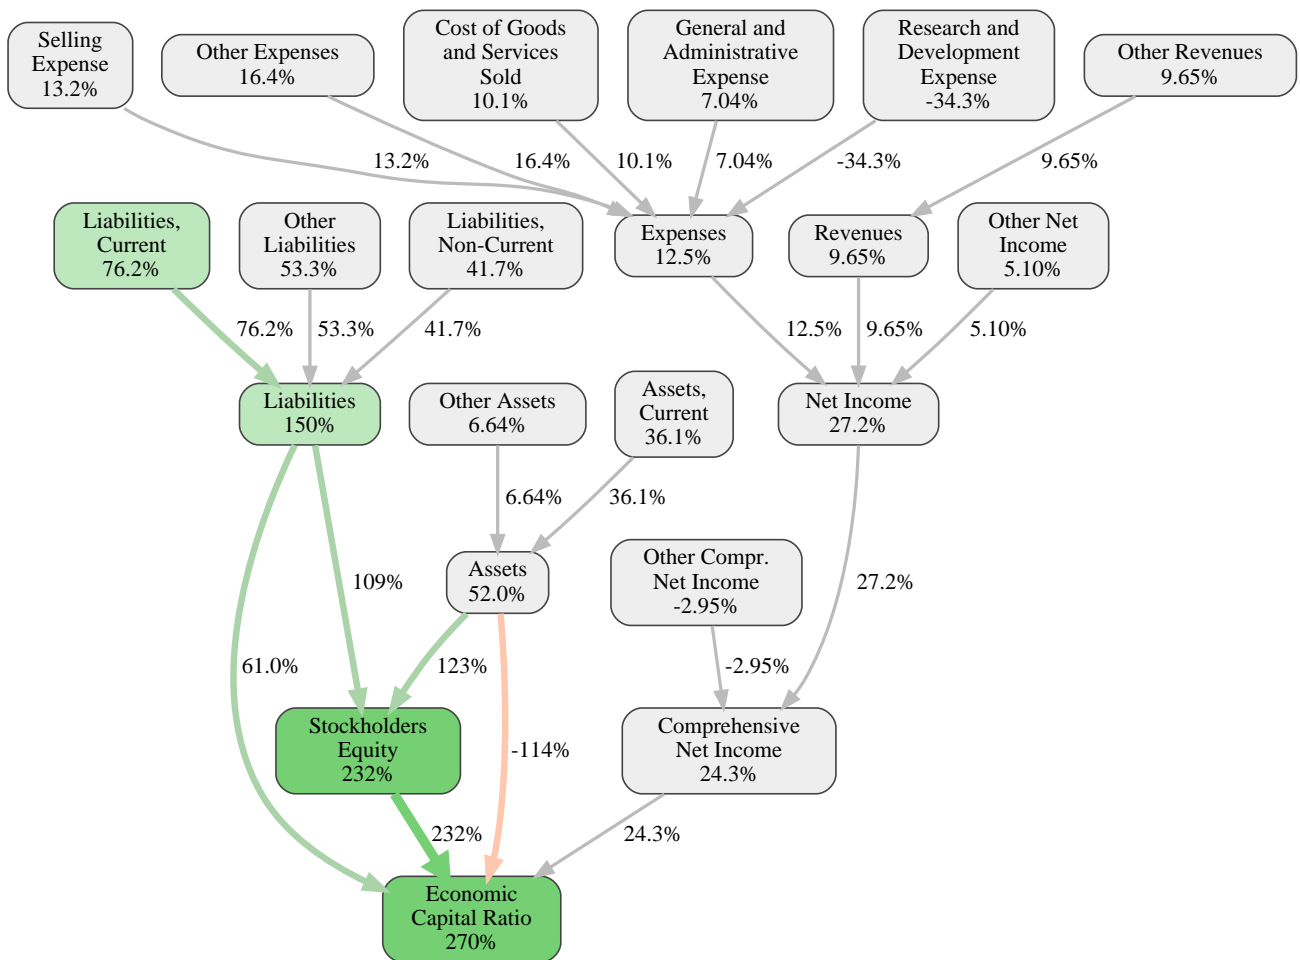 Selling
Expense
13.2%
Other Expenses
16.4%
Cost of Goods
and Services
Sold
10.1%
General and
Administrative
Expense
7.04%
Research and
Development
Expense
-34.3%
Other Revenues
9.65%
13.2%
16.4%
10.1%
7.04%
-34.3%
9.65%
Liabilities,
Current
76.2%
Other
Liabilities
53.3%
Liabilities,
Non-Current
41.7%
Expenses
12.5%
Revenues
9.65%
Other Net
Income
5.10%
76.2%
53.3%
41.7%
12.5%
9.65%
5.10%
Liabilities
150%
Other Assets
6.64%
Assets,
Current
36.1%
Net Income
27.2%
6.64%
36.1%
Assets
52.0%
Other Compr.
Net Income
-2.95%
109%
27.2%
61.0%
123%
-2.95%
Stockholders
Equity
232%
-114%
Comprehensive
Net Income
24.3%
232%
24.3%
Economic
Capital Ratio
270%